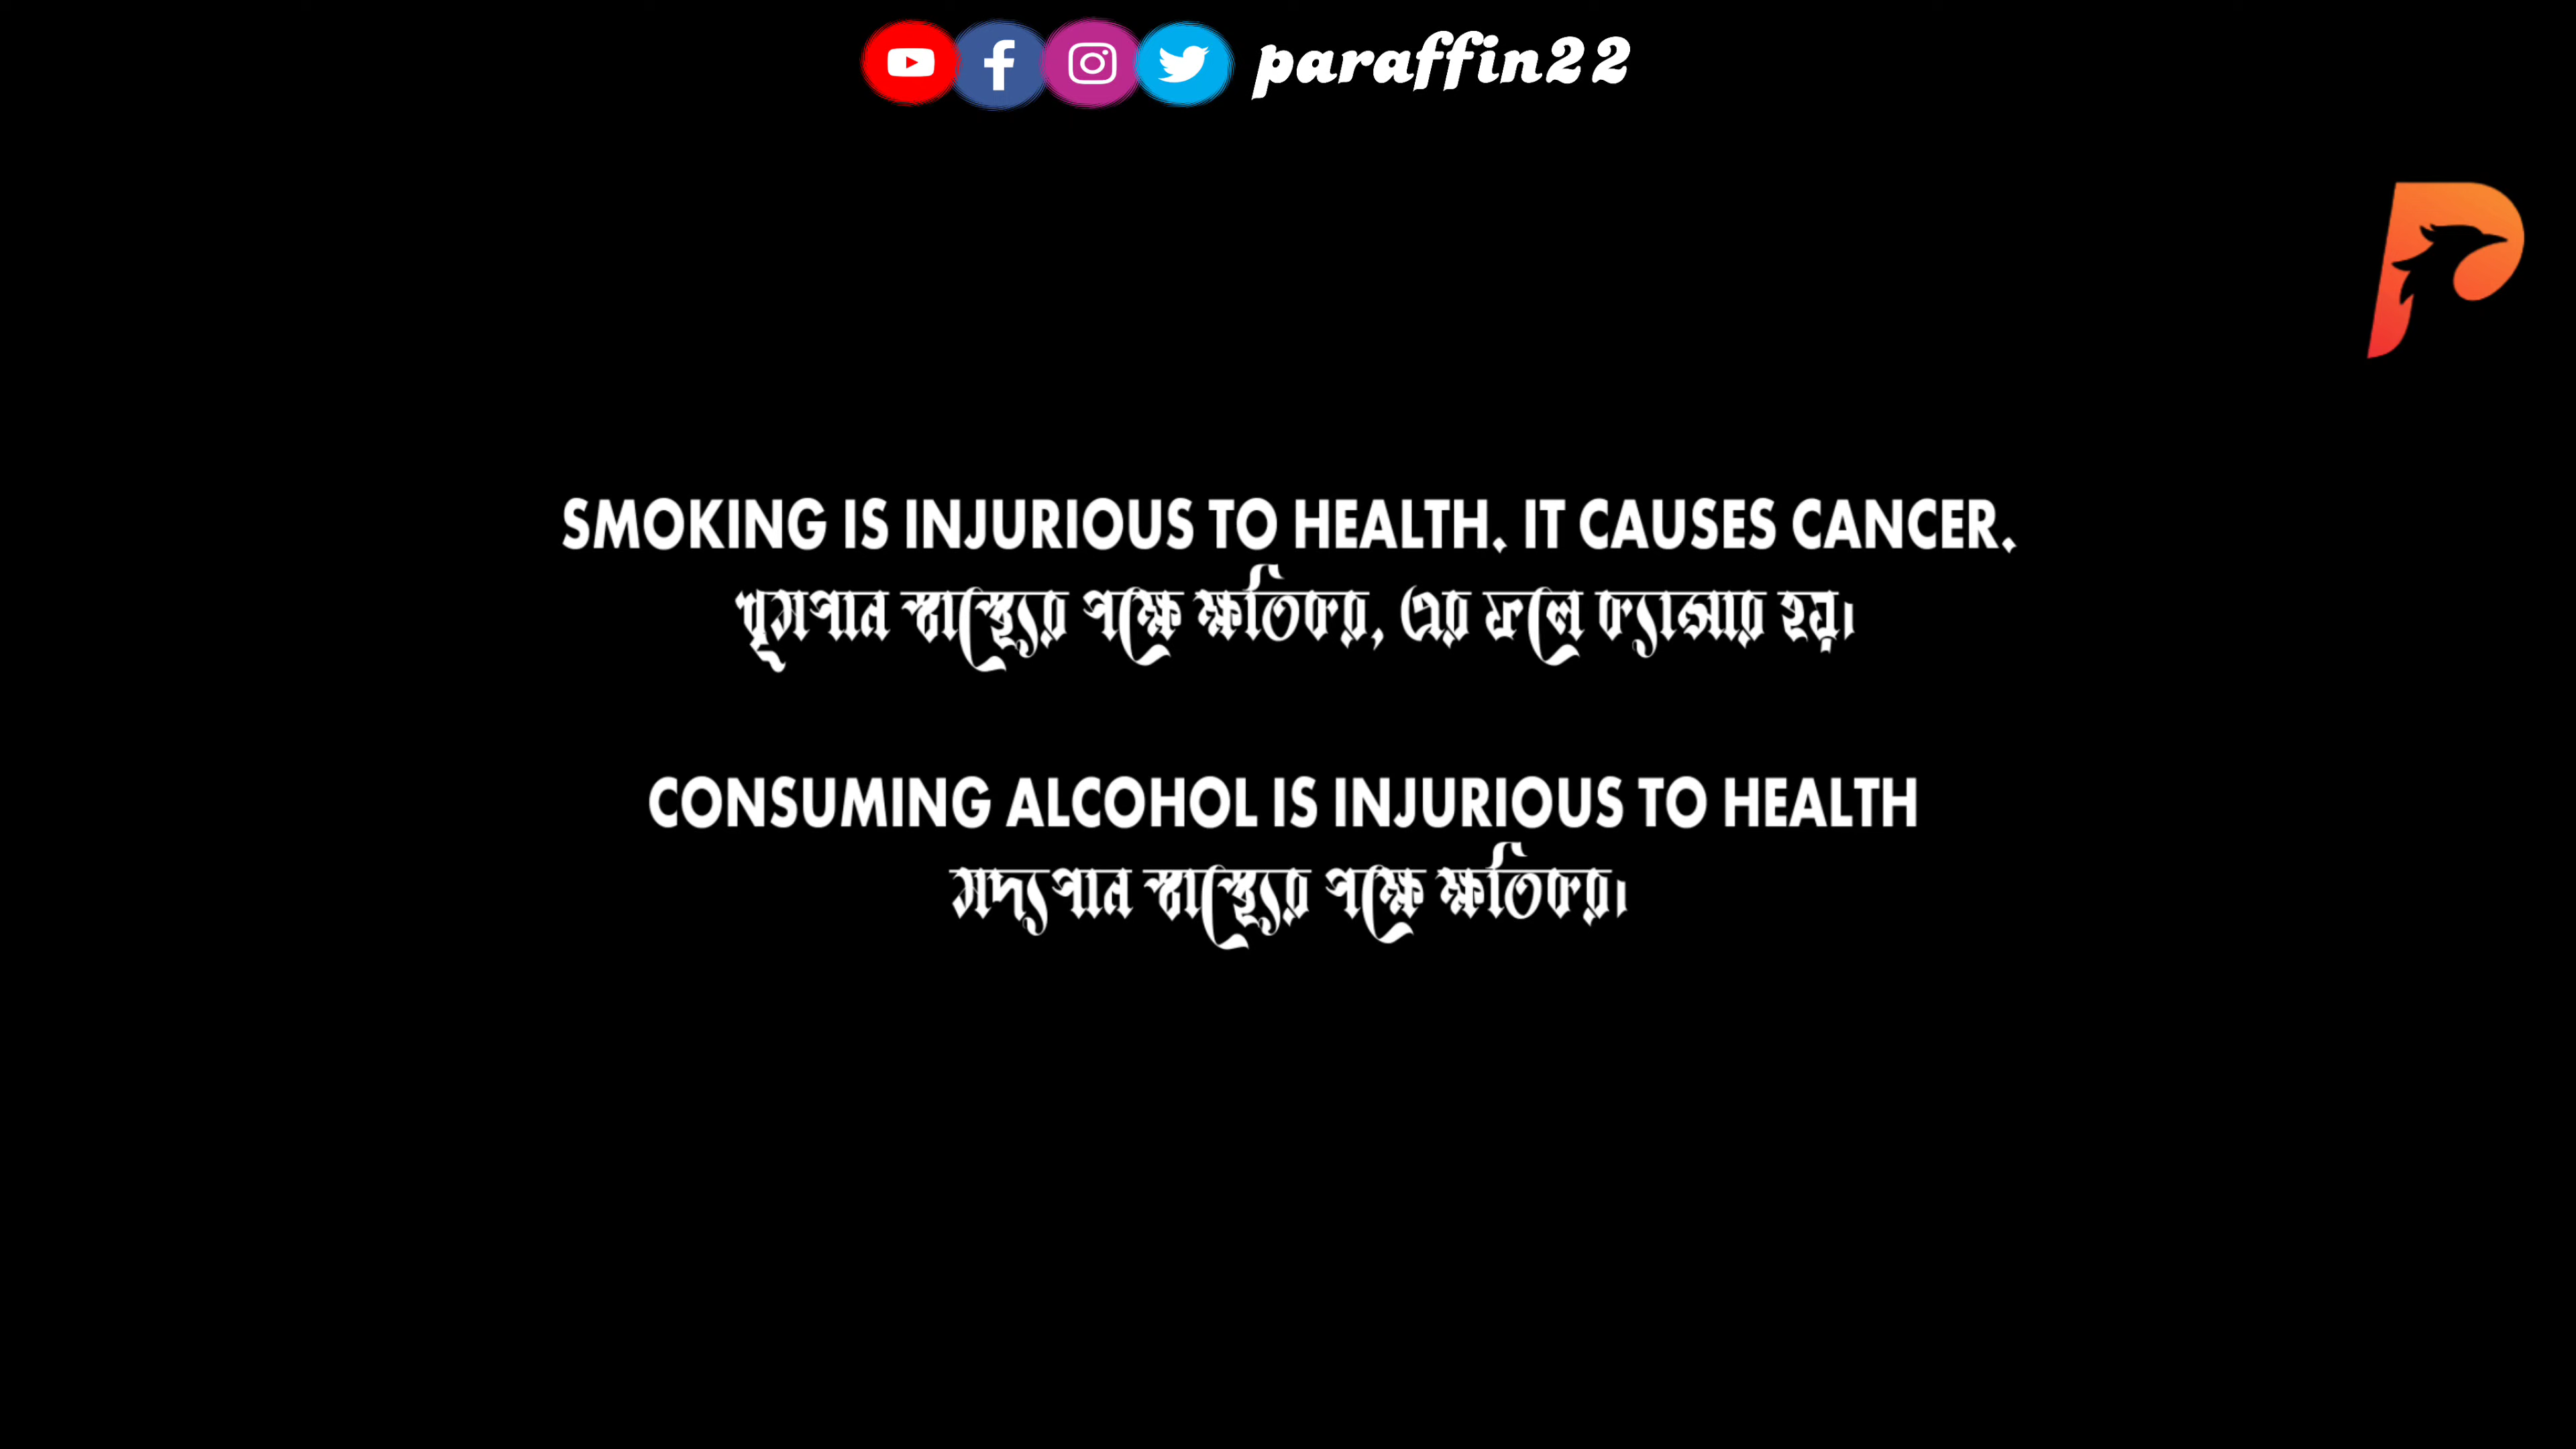 paraffin22
SMOKING IS INJURIOUS TO HEALTH. IT CAUSES CANCER.
ধূমপান স্বাস্থ্যের পক্ষে ক্ষতিকর, এর ফলে ক্যান্সার হয়।
CONSUMING ALCOHOL IS INJURIOUS TO HEALTH
মদ্যপান স্বাস্থ্যের পক্ষে ক্ষতিকর।